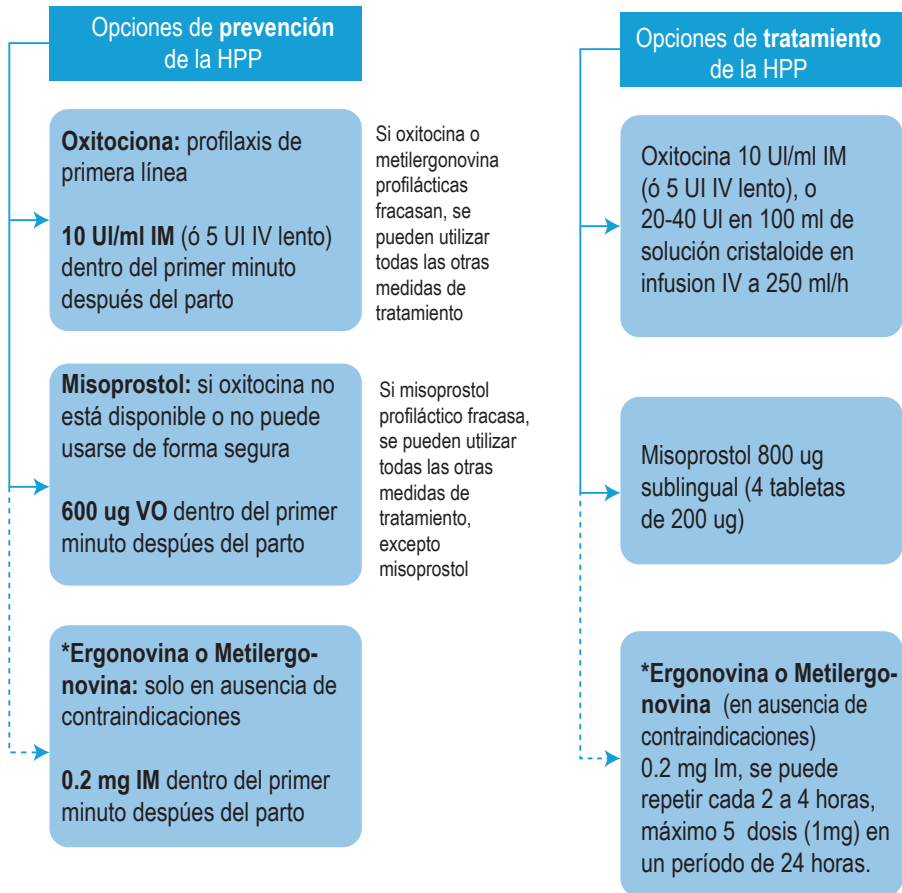 Opciones de prevención
de la HPP
Oxitociona: profilaxis de
primera línea
10 UI/ml IM (ó 5 UI IV lento)
dentro del primer minuto
después del parto
Si oxitocina o
metilergonovina
profilácticas
fracasan, se
pueden utilizar
todas las otras
medidas de
tratamiento
Misoprostol: si oxitocina no
está disponible o no puede
usarse de forma segura
600 ug VO dentro del primer
minuto despúes del parto
Si misoprostol
profiláctico fracasa,
se pueden utilizar
todas las otras
medidas de
tratamiento,
excepto
misoprostol
*Ergonovina o Metilergo-
novina: solo en ausencia de
contraindicaciones
0.2 mg IM dentro del primer
minuto despúes del parto
Opciones de tratamiento
de la HPP
Oxitocina 10 UI/ml IM
(ó 5 UI IV lento), o
20-40 UI en 100 ml de
solución cristaloide en
infusion IV a 250 ml/h
Misoprostol 800 ug
sublingual (4 tabletas
de 200 ug)
*Ergonovina o Metilergo-
novina (en ausencia de
contraindicaciones)
0.2 mg Im, se puede
repetir cada 2 a 4 horas,
máximo 5 dosis (1mg) en
un período de 24 horas.